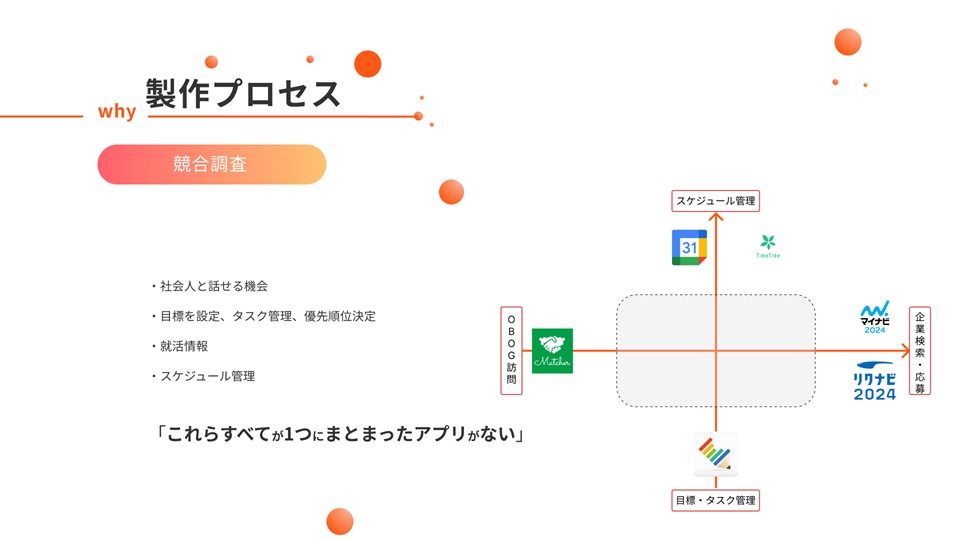 why
製作プロセス
競合調査
・社会人と話せる機会
・目標を設定、タスク管理、優先順位決定
・就活情報
・スケジュール管理
「これらすべてが1つにまとまったアプリがない」
スケジュール管理
31
TimeTree
OBOG訪問
Matcher
マイナビ
2024
リクナビ
2024
企業検索・応募
目標・タスク管理